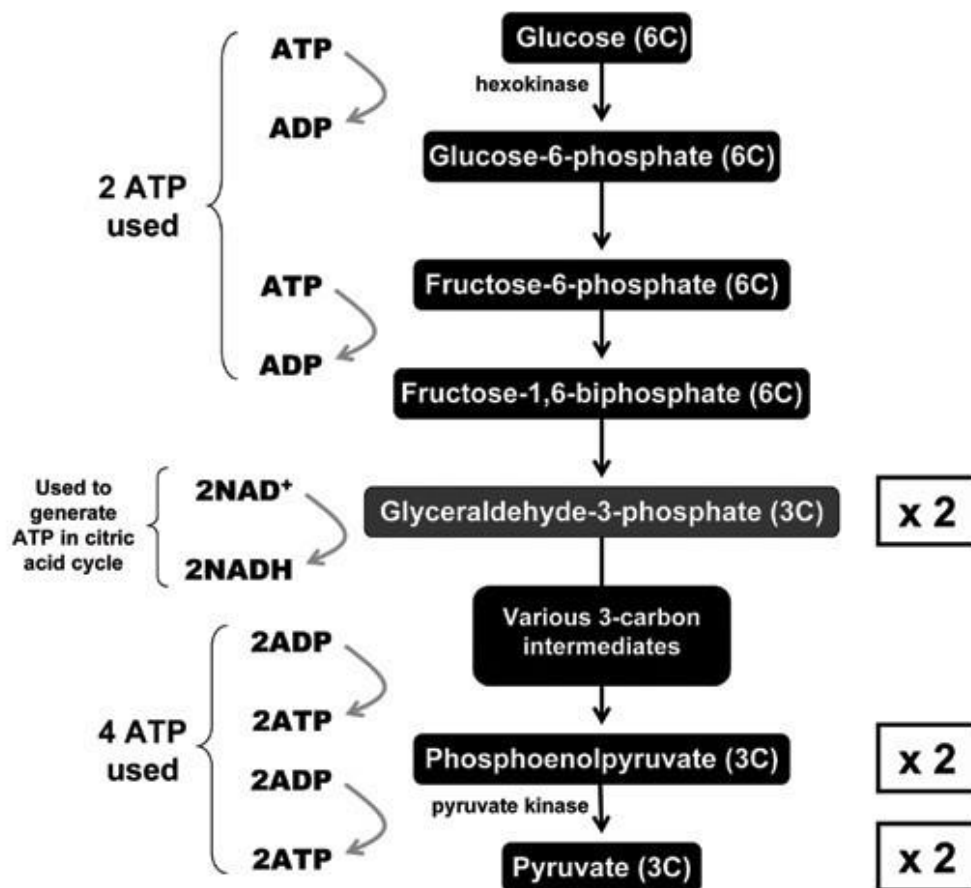 Glucose (6C)
ATP
hexokinase
ADP
Glucose-6-phosphate (6C)
2 ATP
used
ATP
Fructose-6-phosphate (6C)
ADP
Fructose-1,6-biphosphate (6C)
Used to
generate
ATP in citric
acid cycle
2NAD+
2NADH
Glyceraldehyde-3-phosphate (3C)
x 2
Various 3-carbon
intermediates
2ADP
2ATP
4 ATP
used
2ADP
2ATP
Phosphoenolpyruvate (3C)
x 2
pyruvate kinase
Pyruvate (3C)
x 2